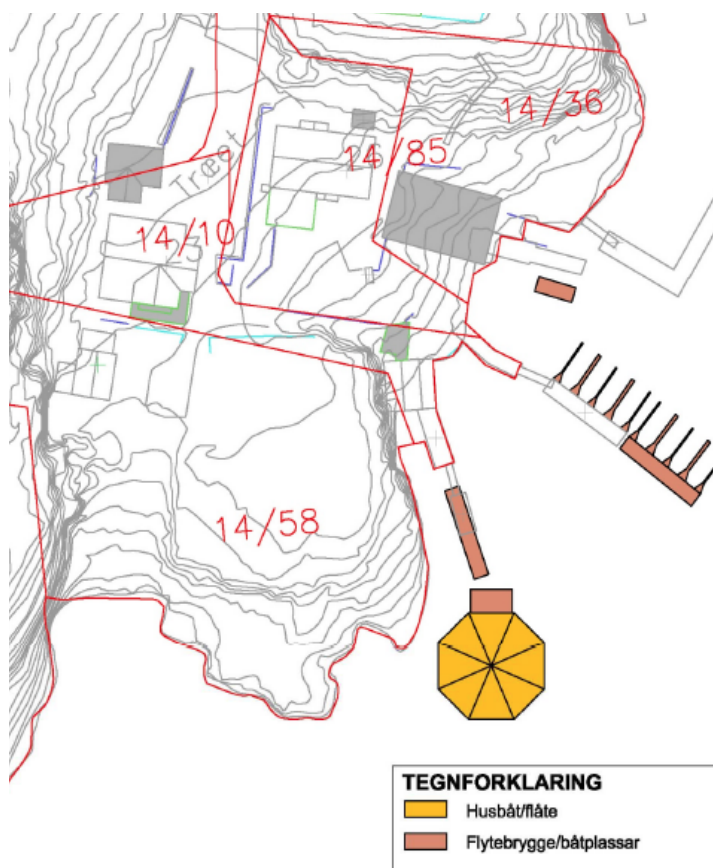 14/36
14/85
Træet
14/10
14/58
TEGNFORKLARING
Husbåt/flåte
Flytebrygge/båtplassar